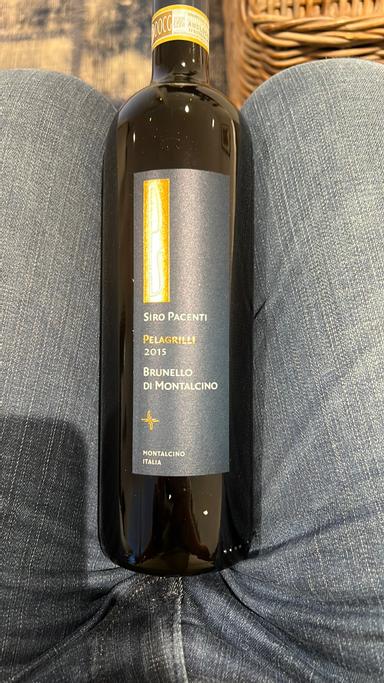 SIRO PACENTI
PELAGRILLI
2015
BRUNELLO
DI MONTALCINO
MONTALCINO
ITALIA